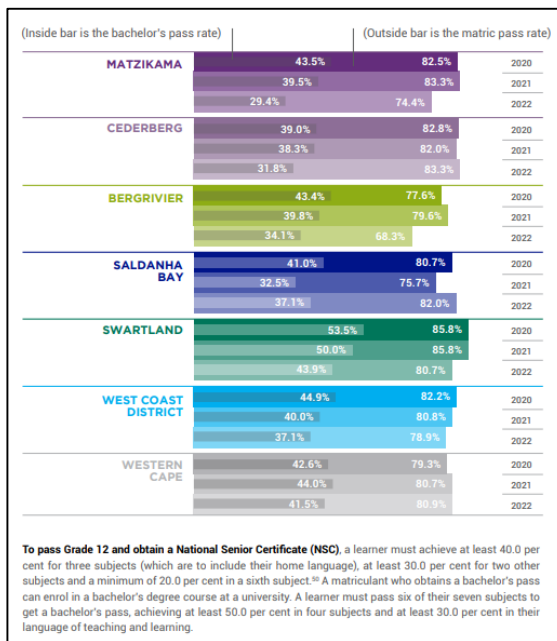 (Inside bar is the bachelor's pass rate) (Outside bar is the matric pass rate)
MATZIKAMA 43.5% 82.5% 2020
39.5% 83.3% 2021
29.4% 74.4% 2022
CEDERBERG 39.0% 82.8% 2020
38.3% 82.0% 2021
31.8% 83.3% 2022
BERGRIVIER 43.4% 77.6% 2020
39.8% 79.6% 2021
34.1% 68.3% 2022
SALDANHA 41.0% 80.7% 2020
BAY 32.5% 75.7% 2021
37.1% 82.0% 2022
SWARTLAND 53.5% 85.8% 2020
50.0% 85.8% 2021
43.9% 80.7% 2022
WEST COAST 44.9% 82.2% 2020
DISTRICT 40.0% 80.8% 2021
37.1% 78.9% 2022
WESTERN 42.6% 79.3% 2020
CAPE 44.0% 80.7% 2021
41.5% 80.9% 2022
To pass Grade 12 and obtain a National Senior Certificate (NSC), a learner must achieve at least 40.0 per
cent for three subjects (which are to include their home language), at least 30.0 per cent for two other
subjects and a minimum of 20.0 per cent in a sixth subject.⁵⁰ A matriculant who obtains a bachelor's pass
can enrol in a bachelor's degree course at a university. A learner must pass six of their seven subjects to
get a bachelor's pass, achieving at least 50.0 per cent in four subjects and at least 30.0 per cent in their
language of teaching and learning.